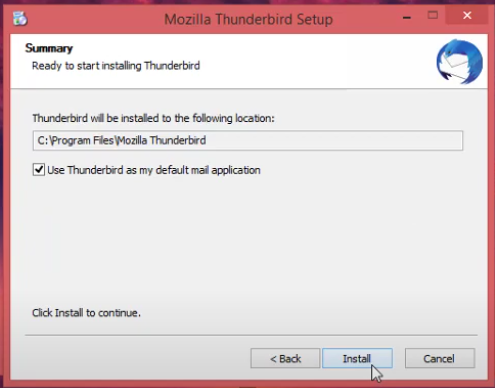 Mozilla Thunderbird Setup
Summary
Ready to start installing Thunderbird
Thunderbird will be installed to the following location:
C:\Program Files\Mozilla Thunderbird
Use Thunderbird as my default mail application
Click Install to continue.
< Back Install Cancel